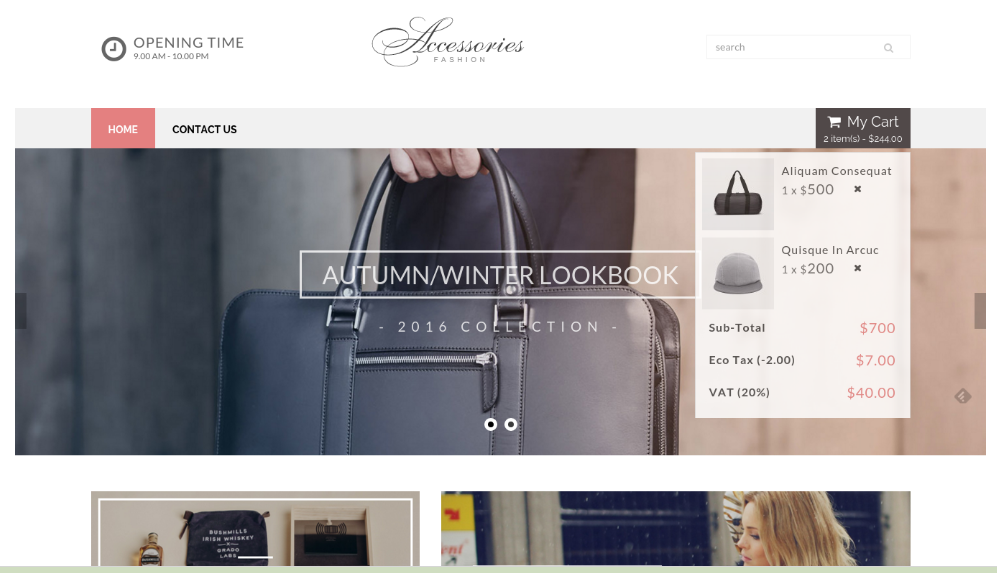 OPENING TIME
9.00 AM - 10.00 PM
Accessories
FASHION
search
HOME
CONTACT US
My Cart
2 item(s) - $244.00
Aliquam Consequat
1 x $500
Quisque In Arcuc
1 x $200
AUTUMN/WINTER LOOKBOOK
- 2016 COLLECTION -
Sub-Total $700
Eco Tax (-2.00) $7.00
VAT (20%) $40.00
BUSHMILLS
IRISH WHISKEY
X
GRADO
LABS